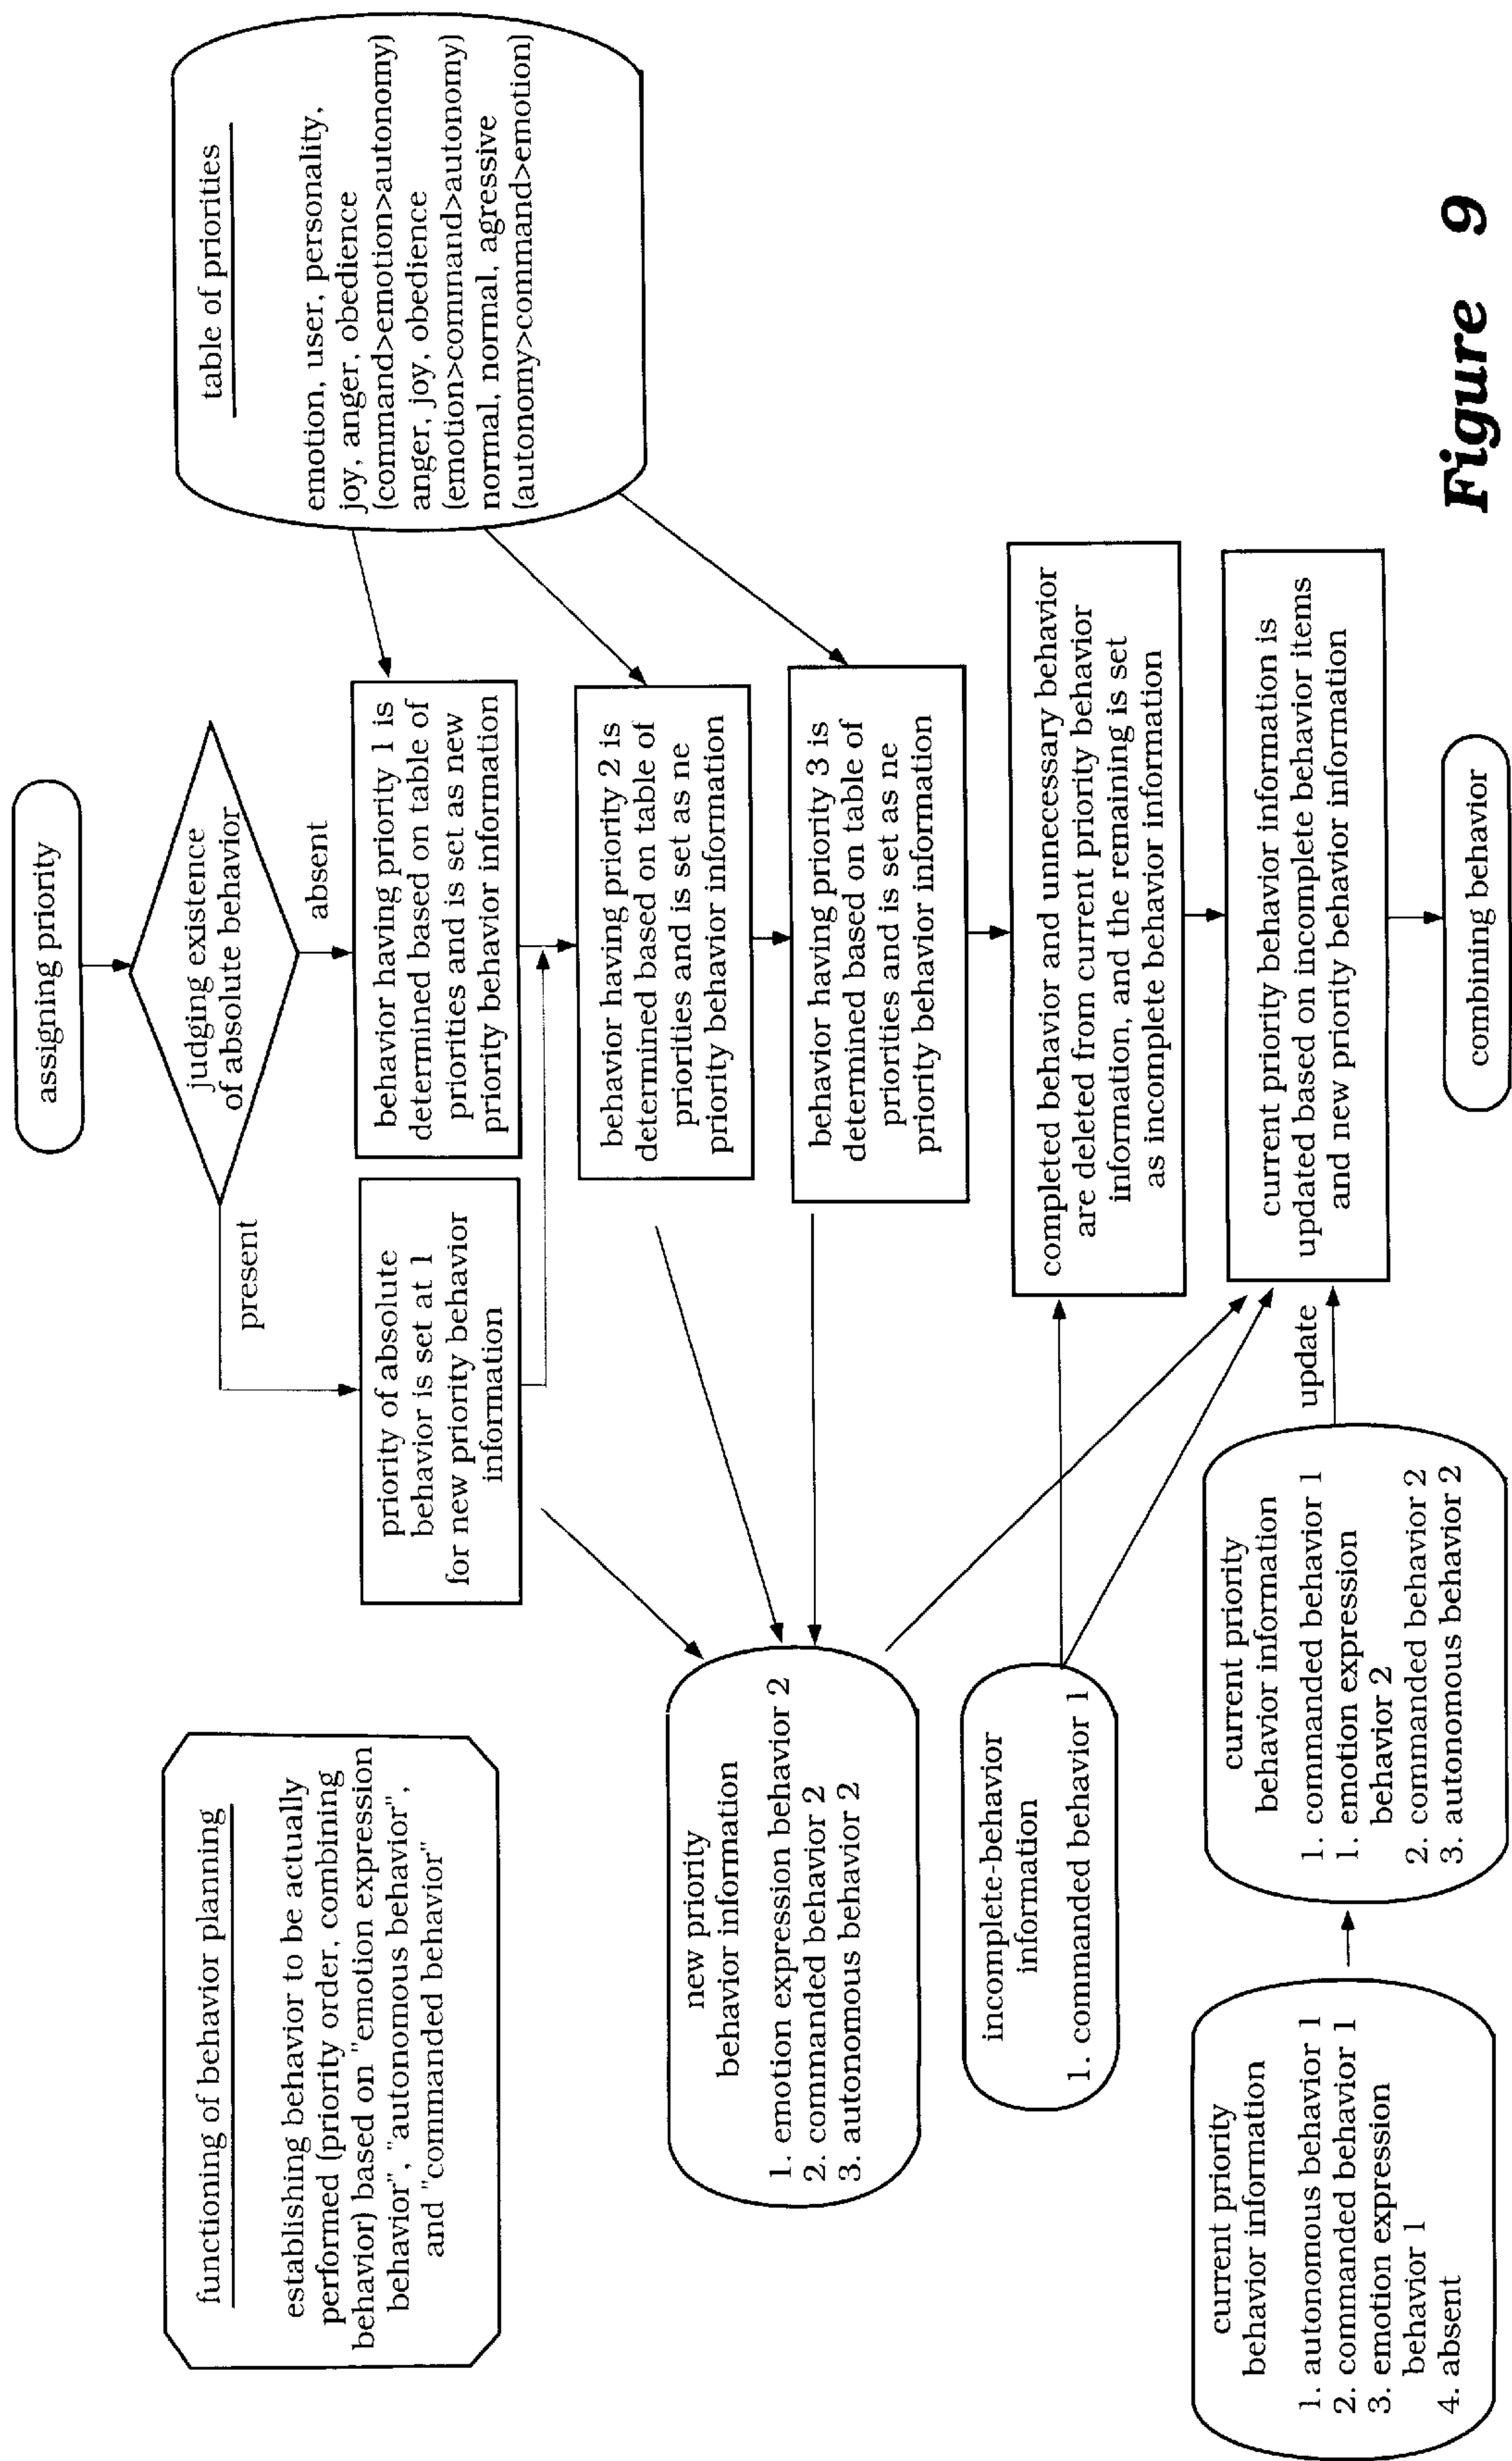 assigning priority
judging existence
of absolute behavior
present
absent
priority of absolute
behavior is set at 1
for new priority behavior
information
behavior having priority 1 is
determined based on table of
priorities and is set as new
priority behavior information
behavior having priority 2 is
determined based on table of
priorities and is set as ne
priority behavior information
behavior having priority 3 is
determined based on table of
priorities and is set as ne
priority behavior information
completed behavior and unnecessary behavior
are deleted from current priority behavior
information, and the remaining is set
as incomplete behavior information
current priority behavior information is
updated based on incomplete behavior items
and new priority behavior information
combining behavior
table of priorities
emotion, user, personality,
joy, anger, obedience
(command>emotion>autonomy)
anger, joy, obedience
(emotion>command>autonomy)
normal, normal, agressive
(autonomy>command>emotion)
functioning of behavior planning
establishing behavior to be actually
performed (priority order, combining
behavior) based on "emotion expression
behavior", "autonomous behavior",
and "commanded behavior"
new priority
behavior information
1. emotion expression behavior 2
2. commanded behavior 2
3. autonomous behavior 2
incomplete-behavior
information
1. commanded behavior 1
current priority
behavior information
1. autonomous behavior 1
2. commanded behavior 1
3. emotion expression
behavior 1
4. absent
current priority
behavior information
1. commanded behavior 1
1. emotion expression
behavior 2
2. commanded behavior 2
3. autonomous behavior 2
update
Figure 9